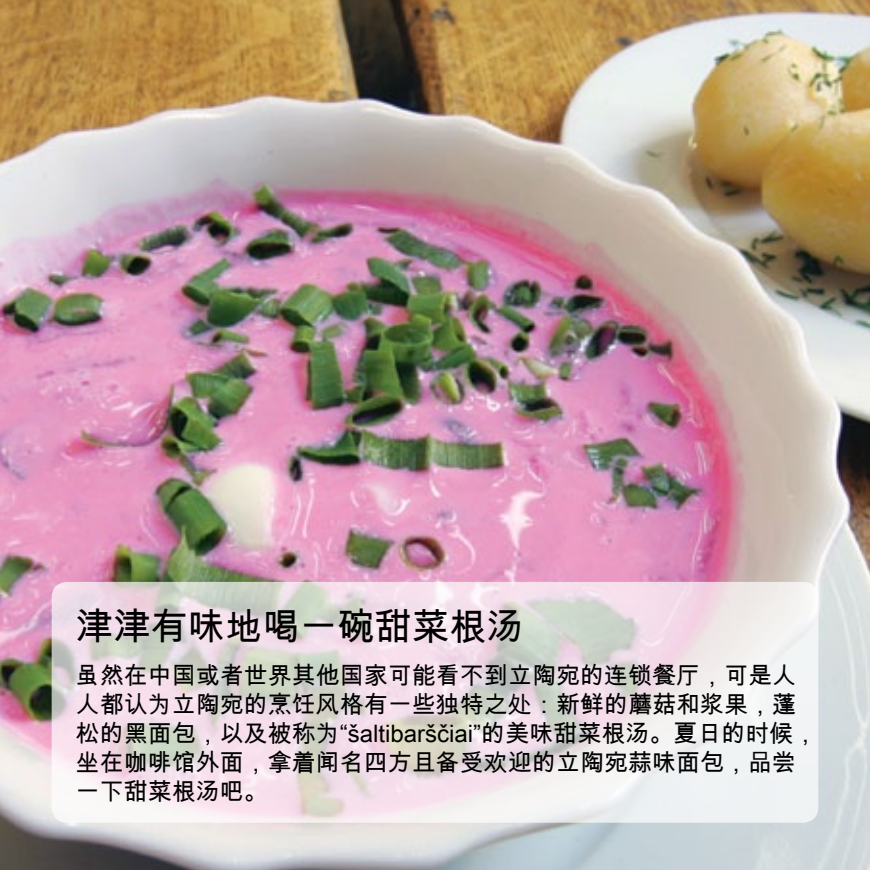 津津有味地喝一碗甜菜根汤
虽然在中国或者世界其他国家可能看不到立陶宛的连锁餐厅，可是人
人都认为立陶宛的烹饪风格有一些独特之处：新鲜的蘑菇和浆果，蓬
松的黑面包，以及被称为“šaltibarščiai”的美味甜菜根汤。夏日的时候，
坐在咖啡馆外面，拿着闻名四方且备受欢迎的立陶宛蒜味面包，品尝
一下甜菜根汤吧。